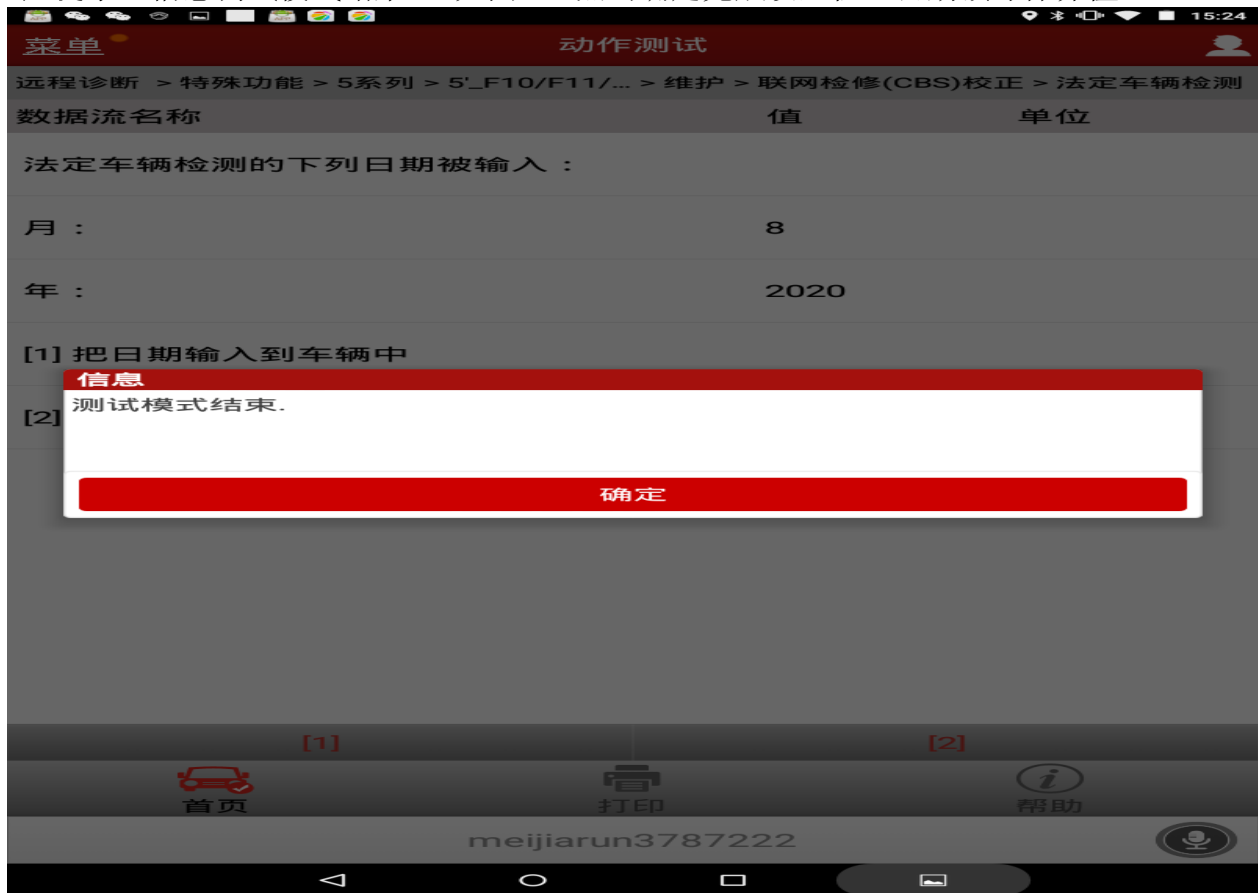 15:24
菜单
动作测试
远程诊断 > 特殊功能 > 5系列 > 5'_F10/F11/... > 维护 > 联网检修(CBS)校正 > 法定车辆检测
数据流名称 值 单位
法定车辆检测的下列日期被输入：
月： 8
年： 2020
[1] 把日期输入到车辆中
信息
[2]
测试模式结束.
确定
[1] [2]
首页 打印 帮助
meijiarun3787222